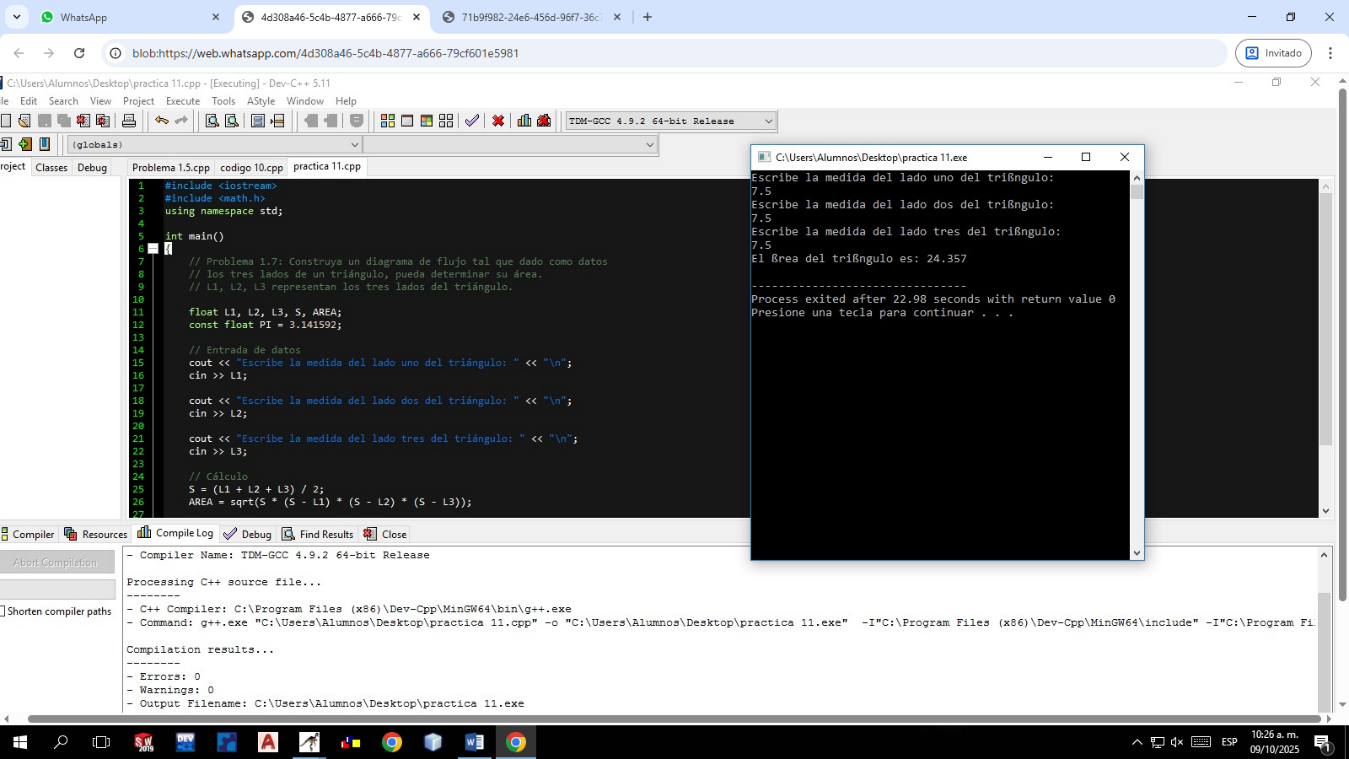 WhatsApp
4d308a46-5c4b-4877-a666-79c
71b9f982-24e6-456d-96f7-36c7
blob:https://web.whatsapp.com/4d308a46-5c4b-4877-a666-79cf601e5981
Invitado
C:\Users\Alumnos\Desktop\practica 11.cpp - [Executing] - Dev-C++ 5.11
le Edit Search View Project Execute Tools AStyle Window Help
TDM-GCC 4.9.2 64-bit Release
(globals)
roject Classes Debug
Problema 1.5.cpp codigo 10.cpp practica 11.cpp
1 #include <iostream>
2 #include <math.h>
3 using namespace std;
4
5 int main()
6 {
7 // Problema 1.7: Construya un diagrama de flujo tal que dado como datos
8 // los tres lados de un triángulo, pueda determinar su área.
9 // L1, L2, L3 representan los tres lados del triángulo.
10
11 float L1, L2, L3, S, AREA;
12 const float PI = 3.141592;
13
14 // Entrada de datos
15 cout << "Escribe la medida del lado uno del triángulo: " << "\n";
16 cin >> L1;
17
18 cout << "Escribe la medida del lado dos del triángulo: " << "\n";
19 cin >> L2;
20
21 cout << "Escribe la medida del lado tres del triángulo: " << "\n";
22 cin >> L3;
23
24 // Cálculo
25 S = (L1 + L2 + L3) / 2;
26 AREA = sqrt(S * (S - L1) * (S - L2) * (S - L3));
27
C:\Users\Alumnos\Desktop\practica 11.exe
Escribe la medida del lado uno del trißngulo:
7.5
Escribe la medida del lado dos del trißngulo:
7.5
Escribe la medida del lado tres del trißngulo:
7.5
El ßrea del trißngulo es: 24.357
--------------------------------
Process exited after 22.98 seconds with return value 0
Presione una tecla para continuar . . .
Compiler Resources Compile Log Debug Find Results Close
Abort Compilation
Shorten compiler paths
- Compiler Name: TDM-GCC 4.9.2 64-bit Release
Processing C++ source file...
--------
- C++ Compiler: C:\Program Files (x86)\Dev-Cpp\MinGW64\bin\g++.exe
- Command: g++.exe "C:\Users\Alumnos\Desktop\practica 11.cpp" -o "C:\Users\Alumnos\Desktop\practica 11.exe" -I"C:\Program Files (x86)\Dev-Cpp\MinGW64\include" -I"C:\Program Fi
Compilation results...
--------
- Errors: 0
- Warnings: 0
- Output Filename: C:\Users\Alumnos\Desktop\practica 11.exe
SW
2019
DEV
A
W
ESP
10:26 a. m.
09/10/2025
1